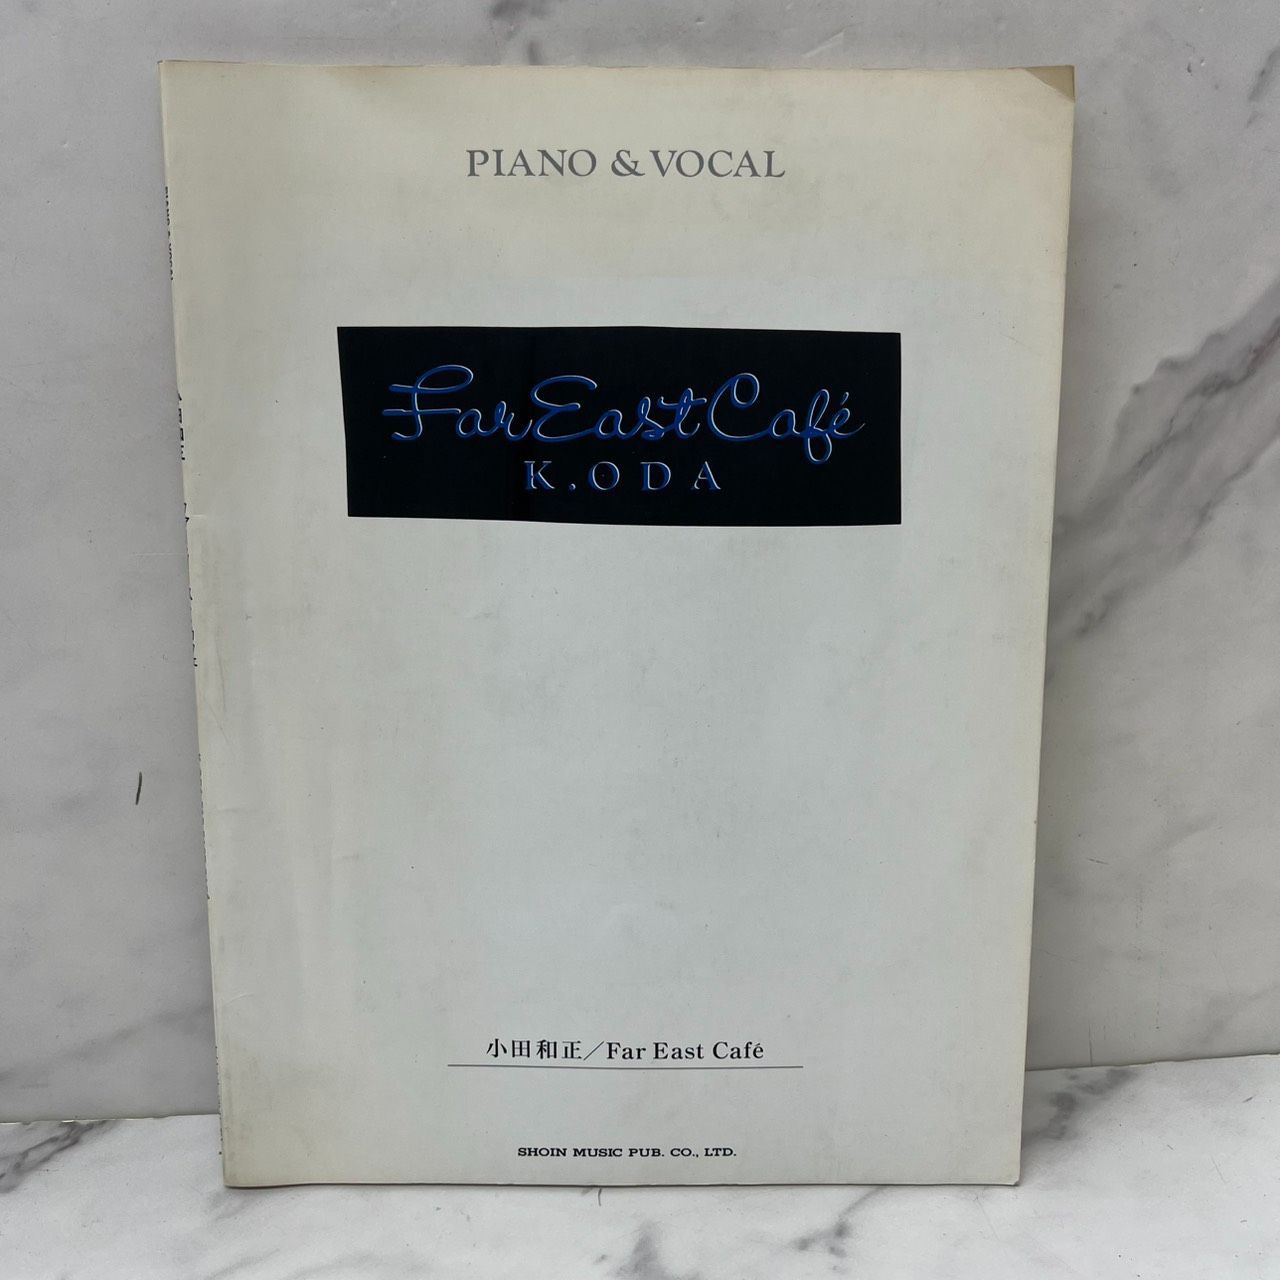 PIANO & VOCAL
Far East Café
K.ODA
小田和正／Far East Café
SHOIN MUSIC PUB. CO., LTD.